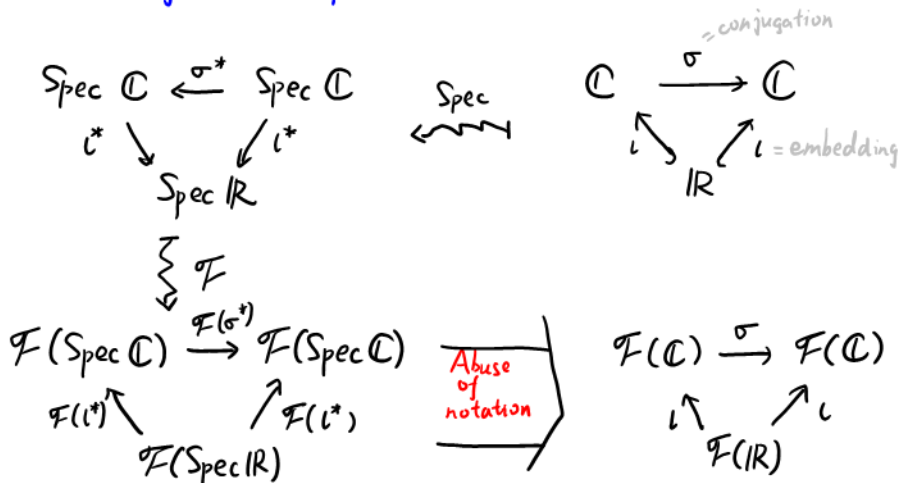 = conjugation
Spec ℂ ←σ* Spec ℂ
Spec
ℂ →σ ℂ
ι* ι*
ι ι = embedding
Spec ℝ
ℝ
ℱ
ℱ(Spec ℂ) →ℱ(σ*) ℱ(Spec ℂ)
Abuse
of
notation
ℱ(ℂ) →σ ℱ(ℂ)
ℱ(ι*) ℱ(ι*)
ι ι
ℱ(Spec ℝ)
ℱ(ℝ)